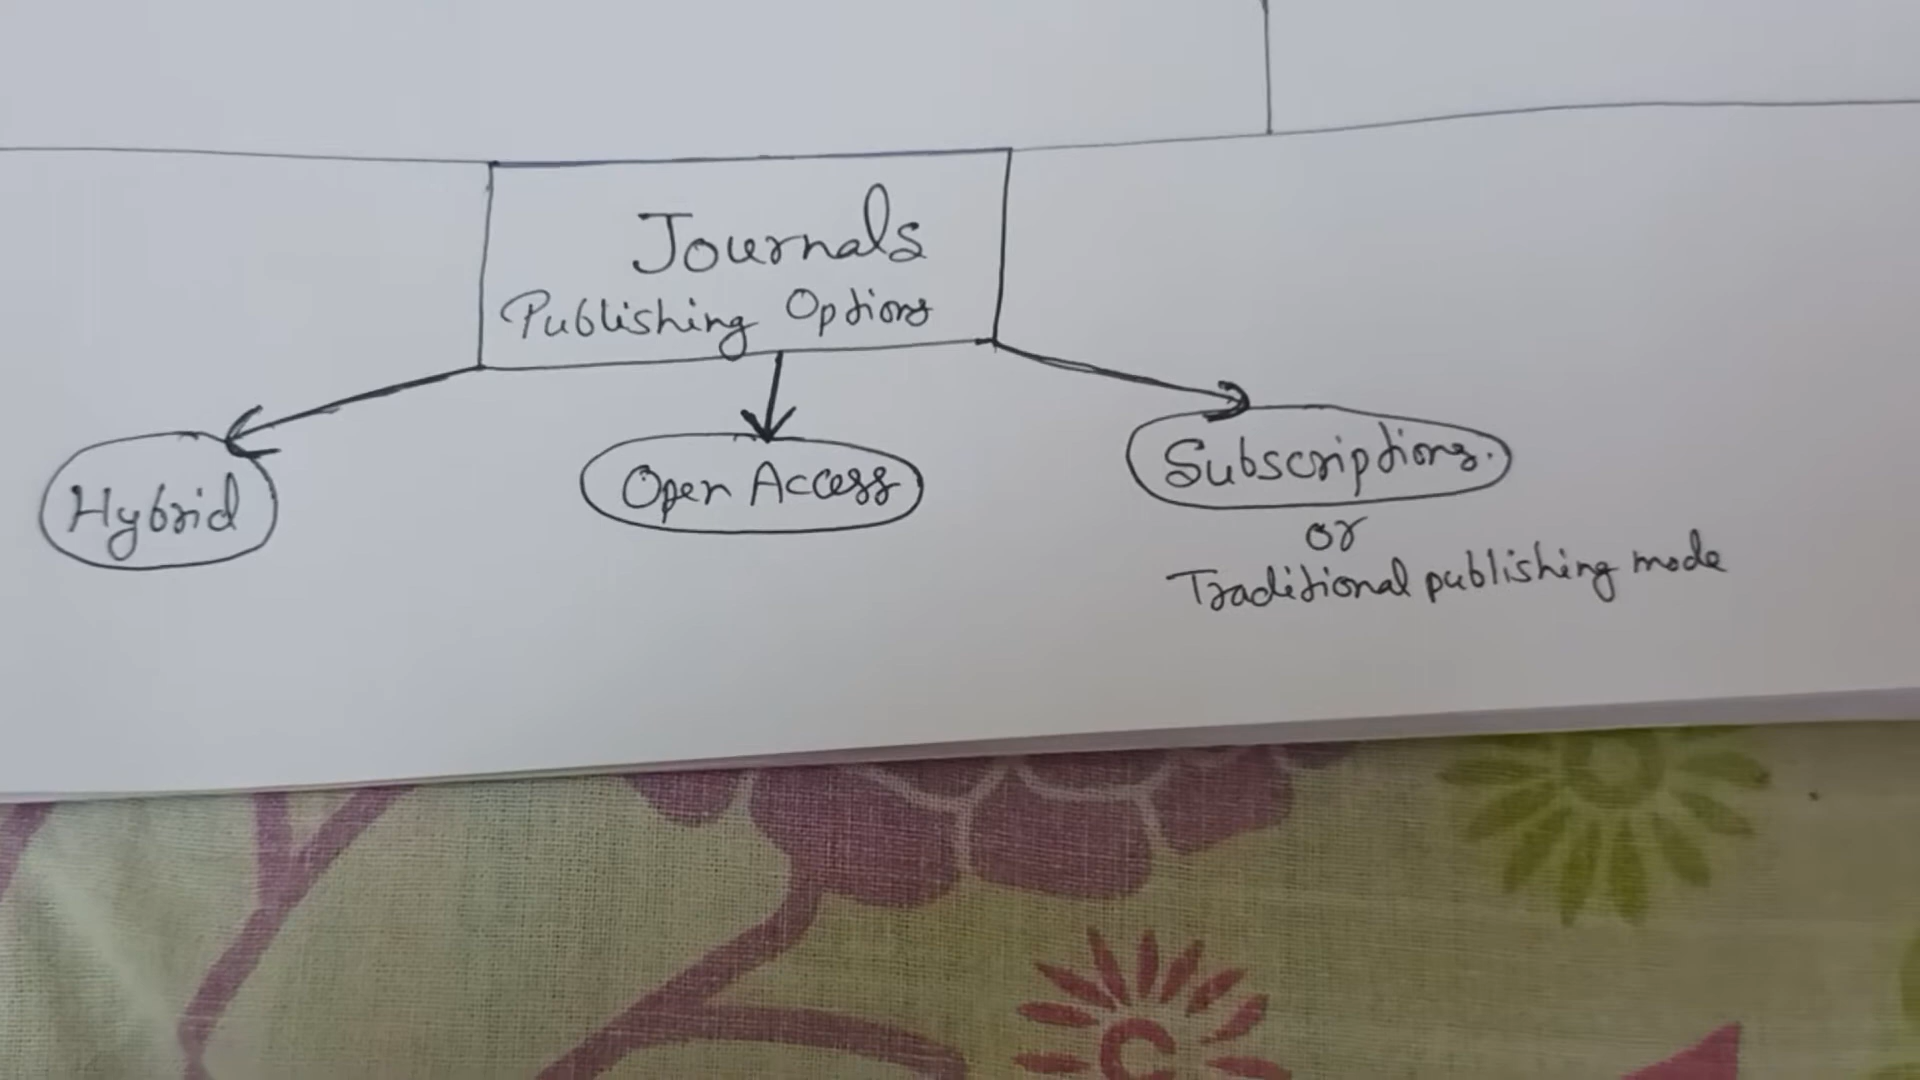 Journals
Publishing Options
Hybrid
Open Access
Subscriptions.
or
Traditional publishing mode